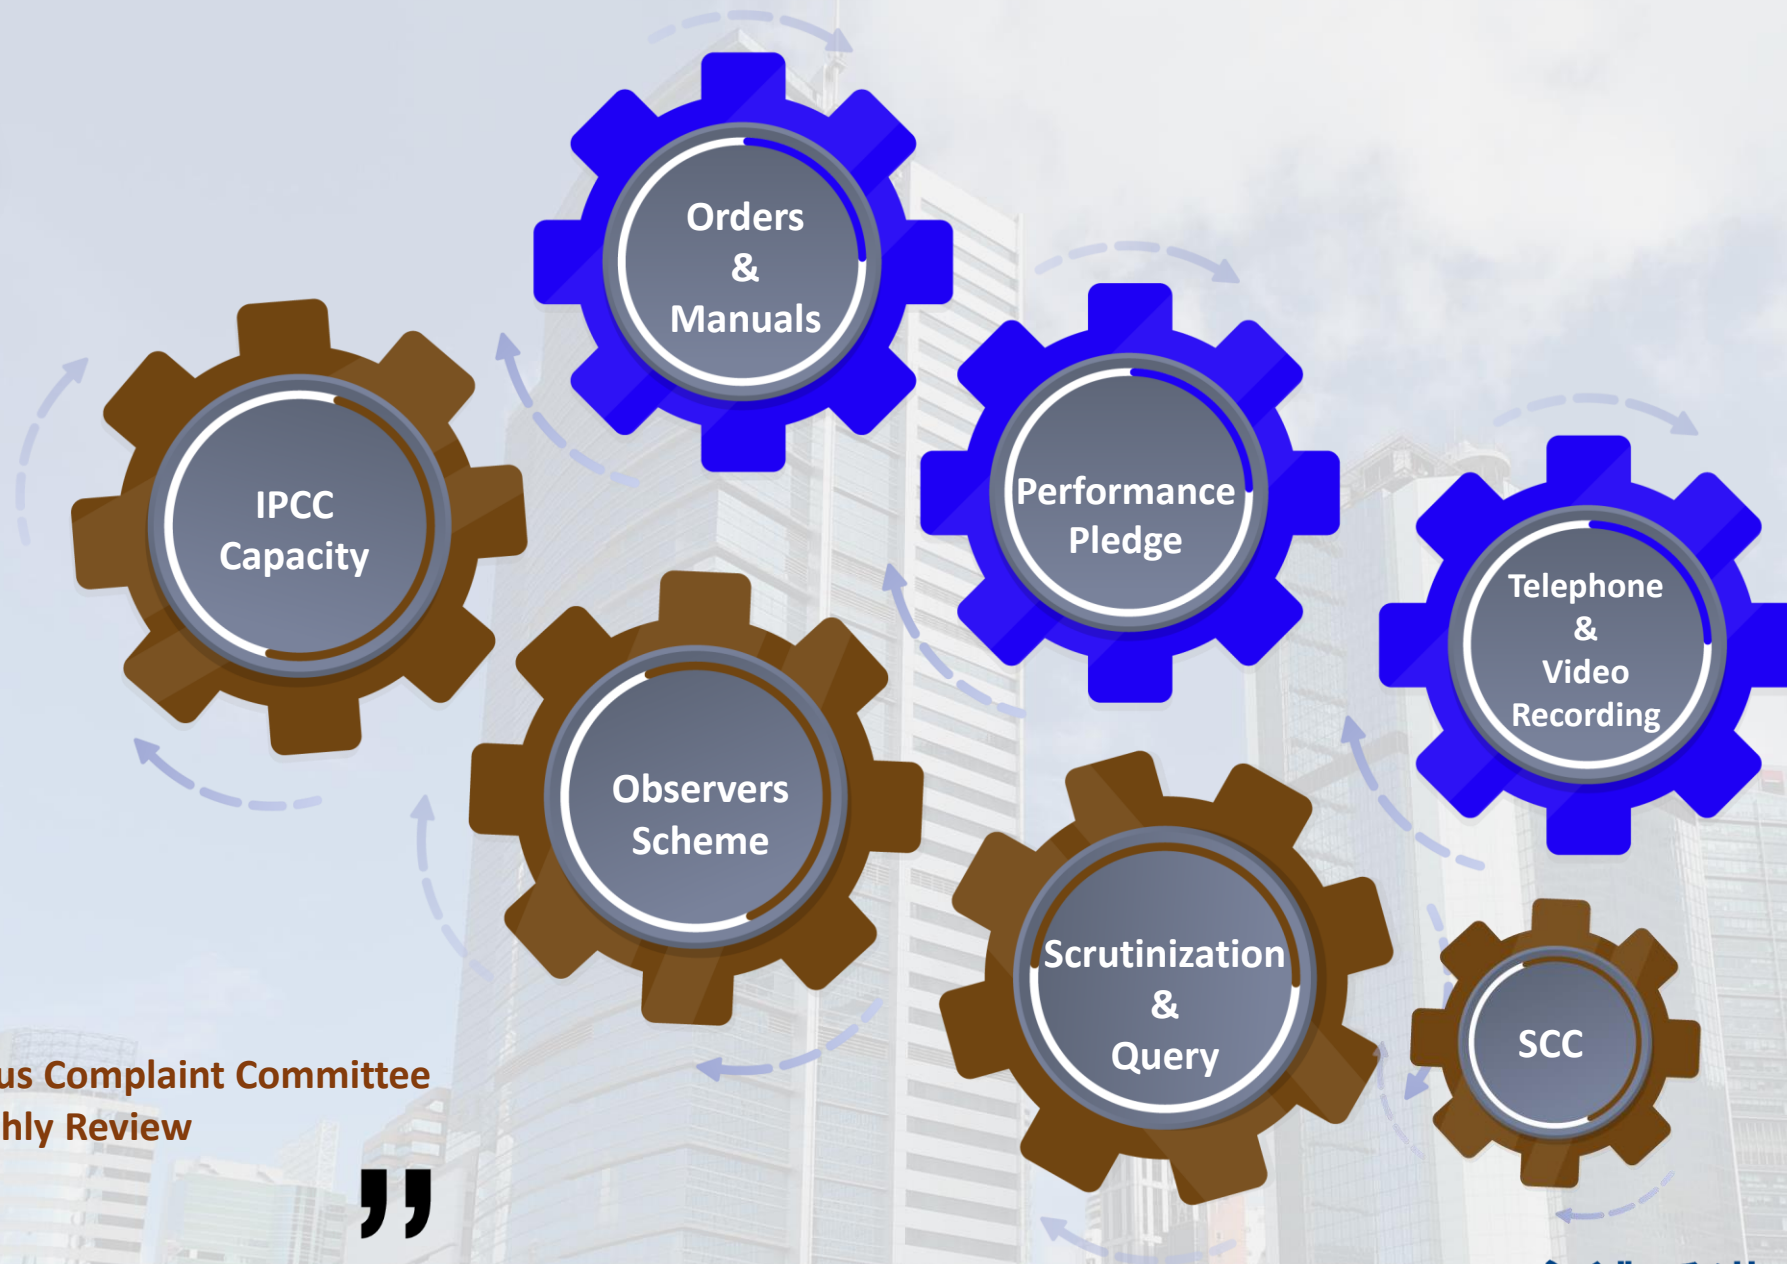 Orders
&
Manuals
IPCC
Capacity
Performance
Pledge
Telephone
&
Video
Recording
Observers
Scheme
Scrutinization
&
Query
SCC
us Complaint Committee
hly Review
”